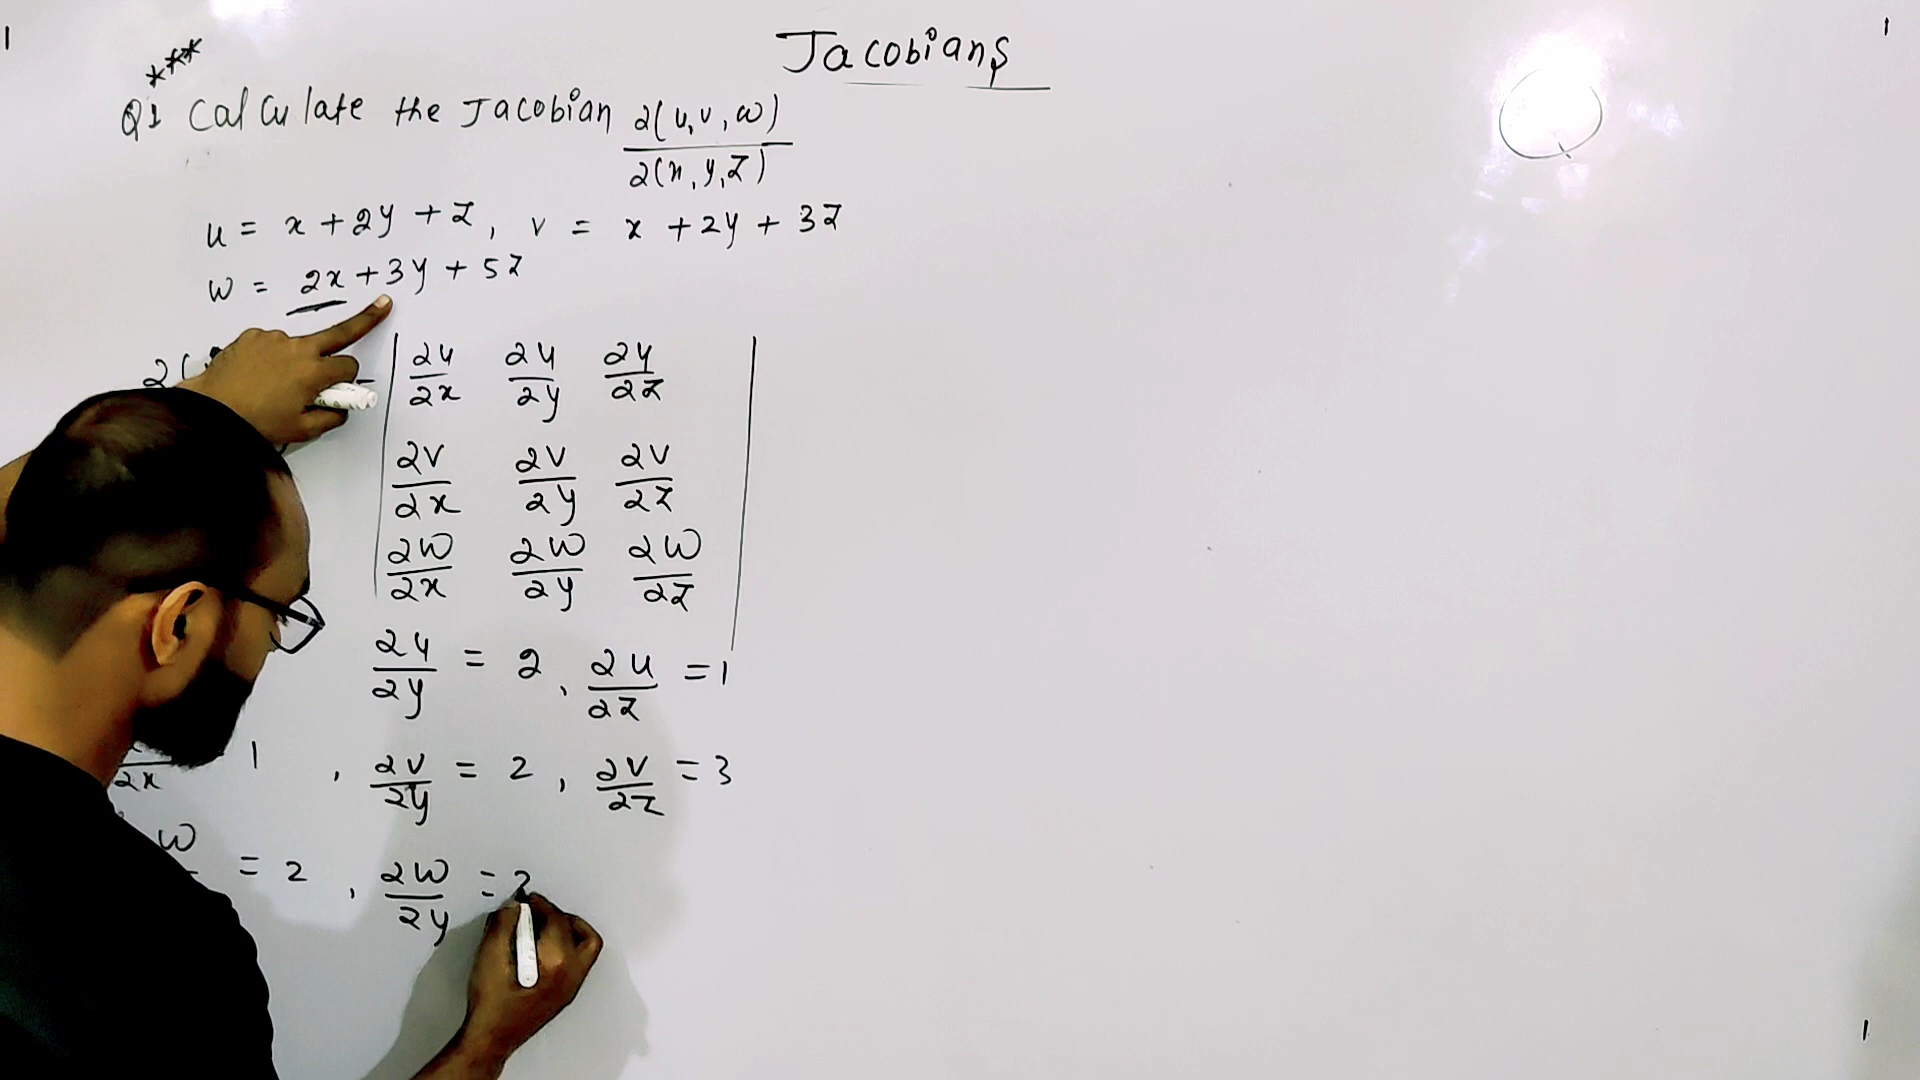 Jacobians
***
Q1 Calculate the Jacobian ∂(u,v,w)/∂(x,y,z)
u = x + 2y + z, v = x + 2y + 3z
w = 2x + 3y + 5z
∂( | ∂u/∂x ∂u/∂y ∂u/∂z |
∂v/∂x ∂v/∂y ∂v/∂z
∂w/∂x ∂w/∂y ∂w/∂z
∂u/∂y = 2, ∂u/∂z = 1
∂x 1, ∂v/∂y = 2, ∂v/∂z = 3
w = 2, ∂w/∂y =